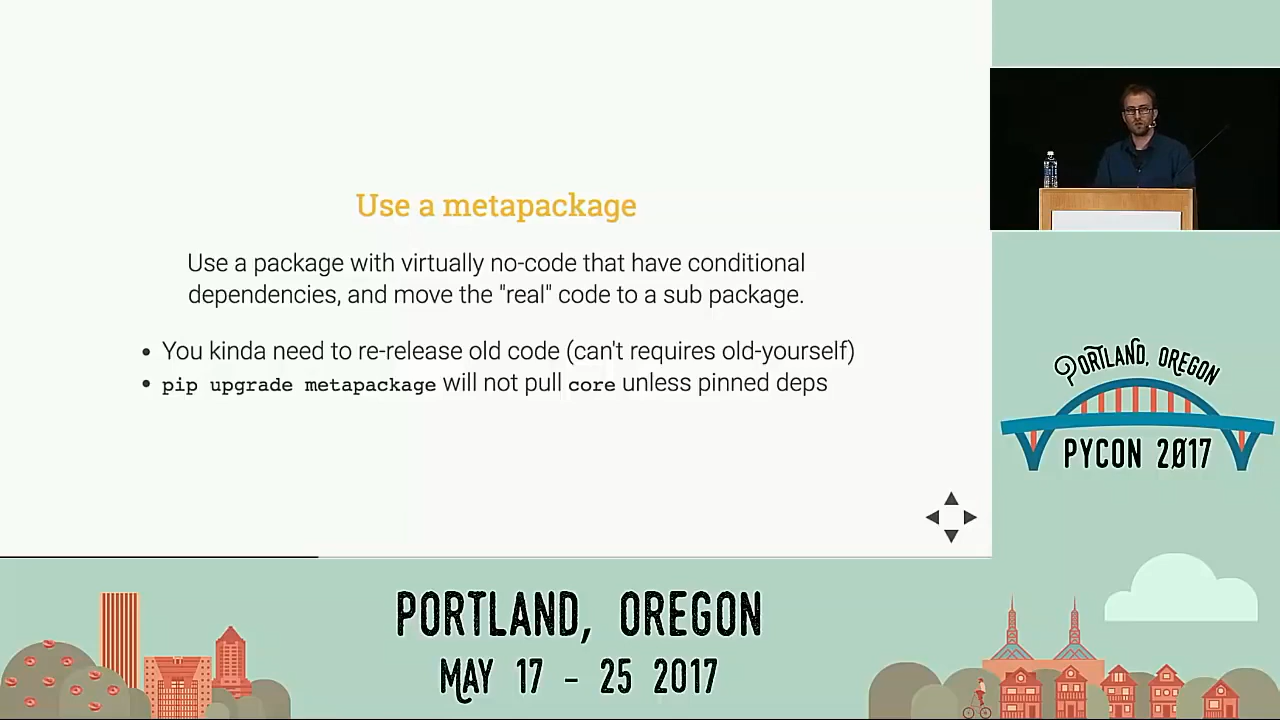 Use a metapackage
Use a package with virtually no-code that have conditional
dependencies, and move the "real" code to a sub package.
• You kinda need to re-release old code (can't requires old-yourself)
• pip upgrade metapackage will not pull core unless pinned deps
PORTLAND, OREGON
PYCON 2017
PORTLAND, OREGON
MAY 17 - 25 2017